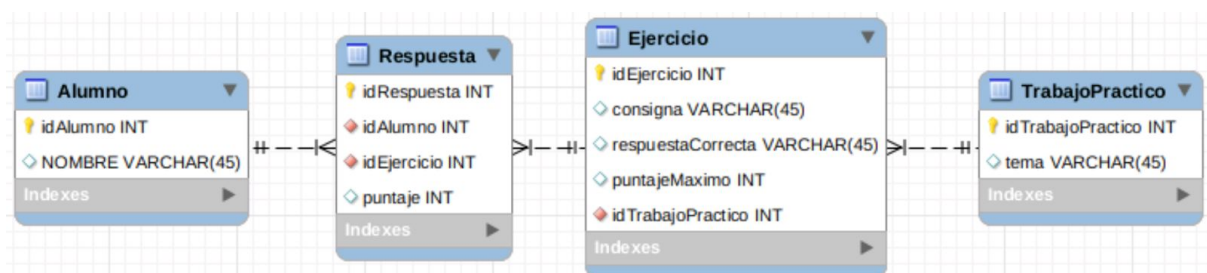 Alumno
idAlumno INT
NOMBRE VARCHAR(45)
Indexes
Respuesta
idRespuesta INT
idAlumno INT
idEjercicio INT
puntaje INT
Indexes
Ejercicio
idEjercicio INT
consigna VARCHAR(45)
respuestaCorrecta VARCHAR(45)
puntajeMaximo INT
idTrabajoPractico INT
Indexes
TrabajoPractico
idTrabajoPractico INT
tema VARCHAR(45)
Indexes